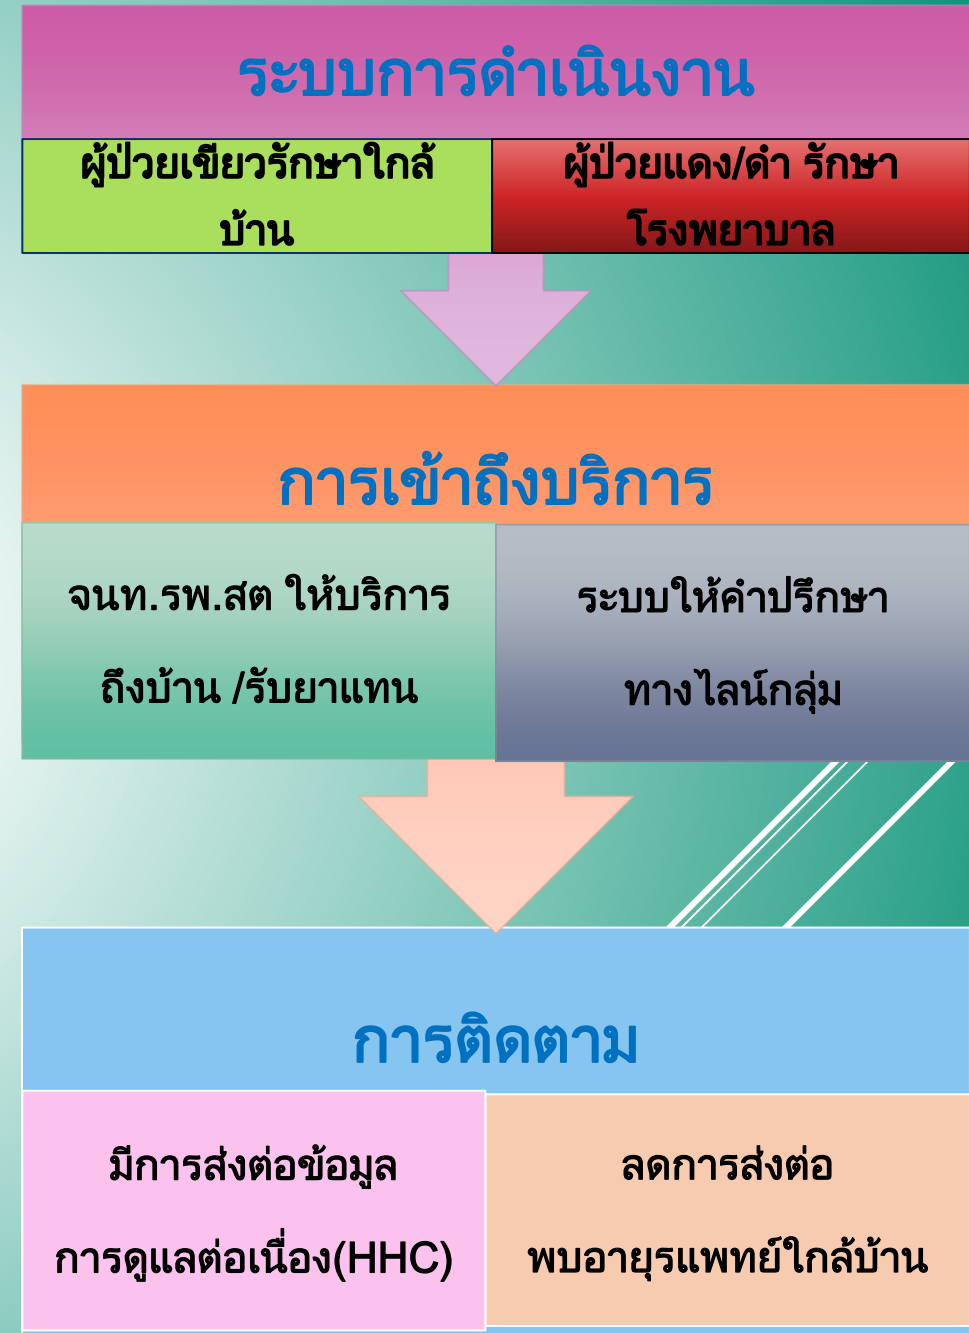 ระบบการดำเนินงาน
ผู้ป่วยเขียวรักษาใกล้
บ้าน
ผู้ป่วยแดง/ดำ รักษา
โรงพยาบาล
การเข้าถึงบริการ
จนท.รพ.สต ให้บริการ
ถึงบ้าน /รับยาแทน
ระบบให้คำปรึกษา
ทางไลน์กลุ่ม
การติดตาม
มีการส่งต่อข้อมูล
การดูแลต่อเนื่อง(HHC)
ลดการส่งต่อ
พบอายุรแพทย์ใกล้บ้าน